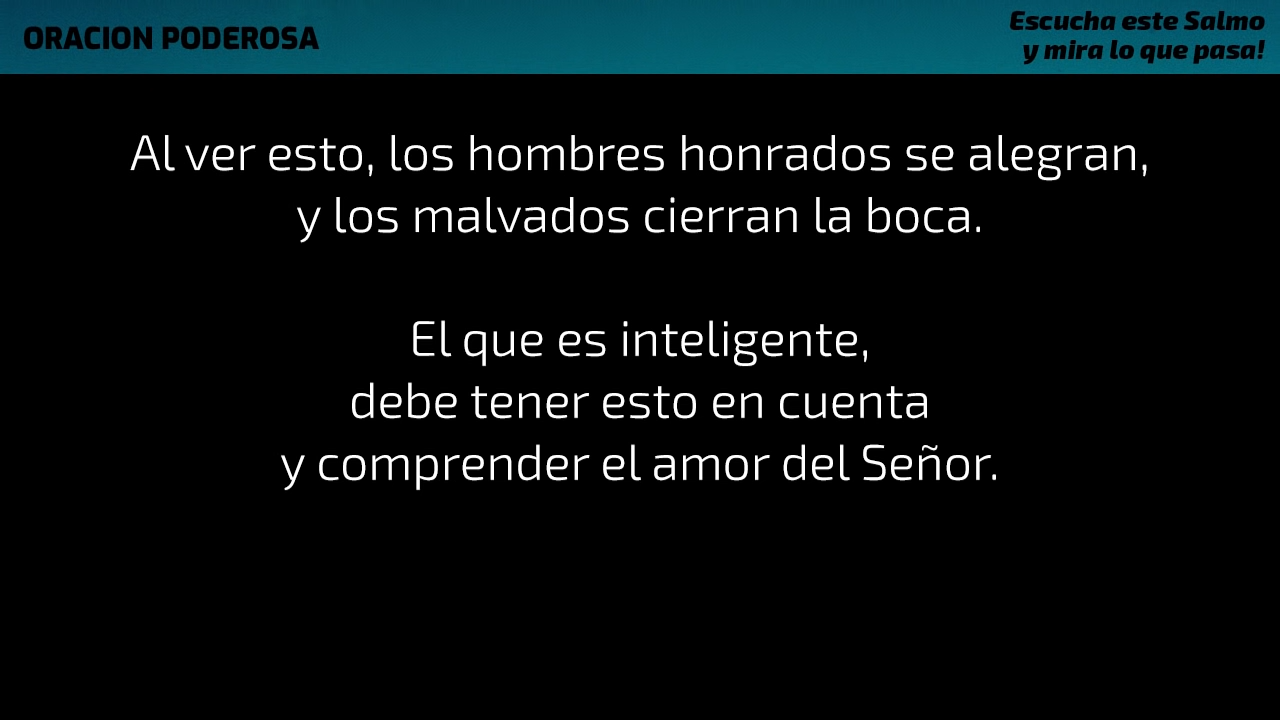 ORACION PODEROSA
Escucha este Salmo
y mira lo que pasa!
Al ver esto, los hombres honrados se alegran,
y los malvados cierran la boca.
El que es inteligente,
debe tener esto en cuenta
y comprender el amor del Señor.